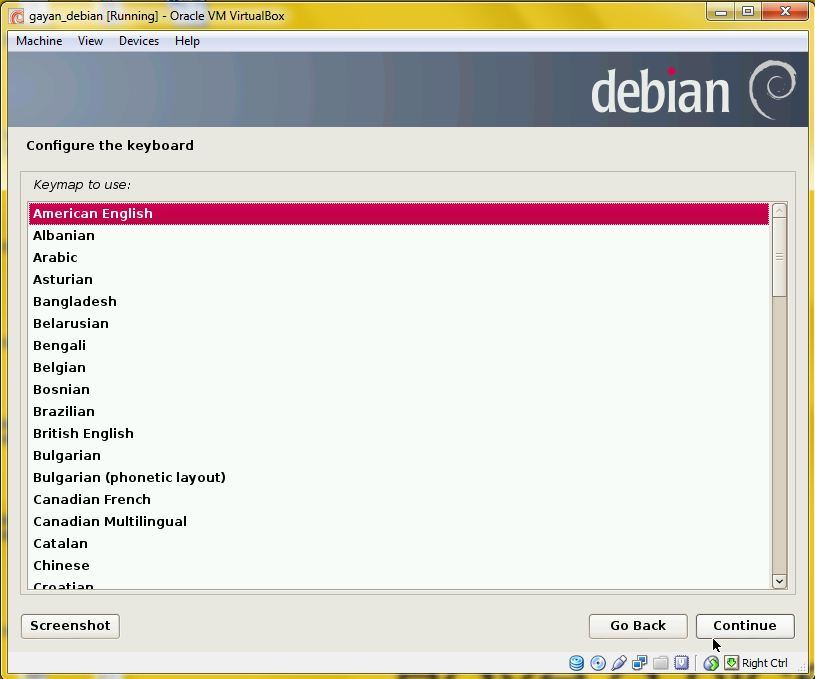 gayan_debian [Running] - Oracle VM VirtualBox
Machine View Devices Help
debian
Configure the keyboard
Keymap to use:
American English
Albanian
Arabic
Asturian
Bangladesh
Belarusian
Bengali
Belgian
Bosnian
Brazilian
British English
Bulgarian
Bulgarian (phonetic layout)
Canadian French
Canadian Multilingual
Catalan
Chinese
Croatian
Screenshot Go Back Continue
Right Ctrl